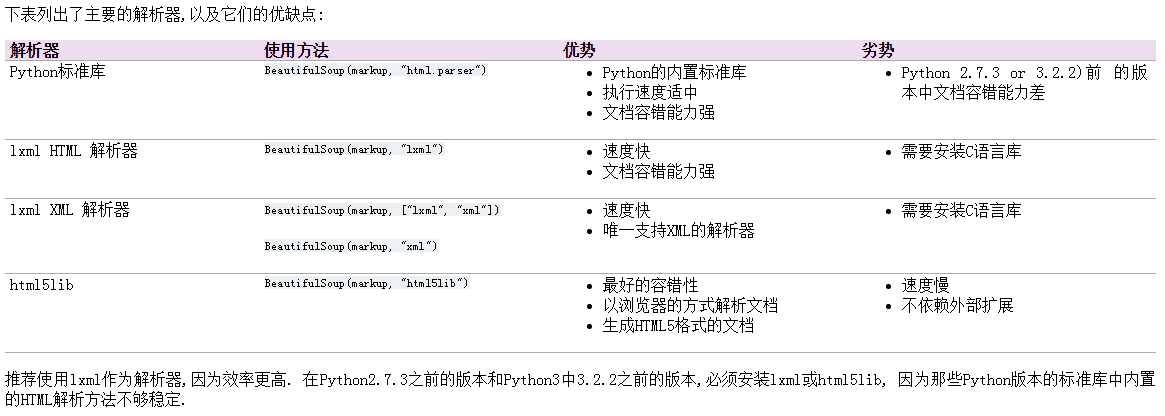 下表列出了主要的解析器,以及它们的优缺点:
解析器 使用方法 优势 劣势
Python标准库 BeautifulSoup(markup, "html.parser")
• Python的内置标准库
• 执行速度适中
• 文档容错能力强
• Python 2.7.3 or 3.2.2)前 的版
本中文档容错能力差
lxml HTML 解析器 BeautifulSoup(markup, "lxml")
• 速度快
• 文档容错能力强
• 需要安装C语言库
lxml XML 解析器 BeautifulSoup(markup, ["lxml", "xml"])
BeautifulSoup(markup, "xml")
• 速度快
• 唯一支持XML的解析器
• 需要安装C语言库
html5lib BeautifulSoup(markup, "html5lib")
• 最好的容错性
• 以浏览器的方式解析文档
• 生成HTML5格式的文档
• 速度慢
• 不依赖外部扩展
推荐使用lxml作为解析器,因为效率更高. 在Python2.7.3之前的版本和Python3中3.2.2之前的版本,必须安装lxml或html5lib, 因为那些Python版本的标准库中内置
的HTML解析方法不够稳定.